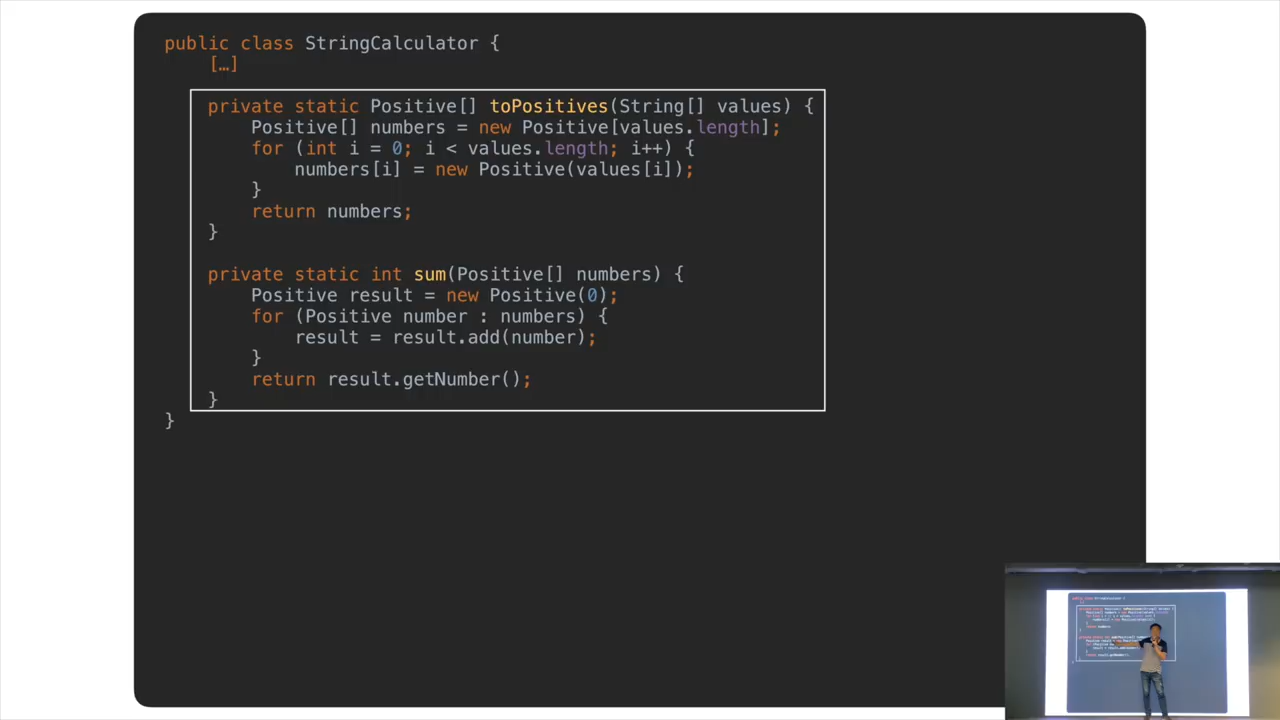 public class StringCalculator {
    […]
    private static Positive[] toPositives(String[] values) {
        Positive[] numbers = new Positive[values.length];
        for (int i = 0; i < values.length; i++) {
            numbers[i] = new Positive(values[i]);
        }
        return numbers;
    }
    private static int sum(Positive[] numbers) {
        Positive result = new Positive(0);
        for (Positive number : numbers) {
            result = result.add(number);
        }
        return result.getNumber();
    }
}